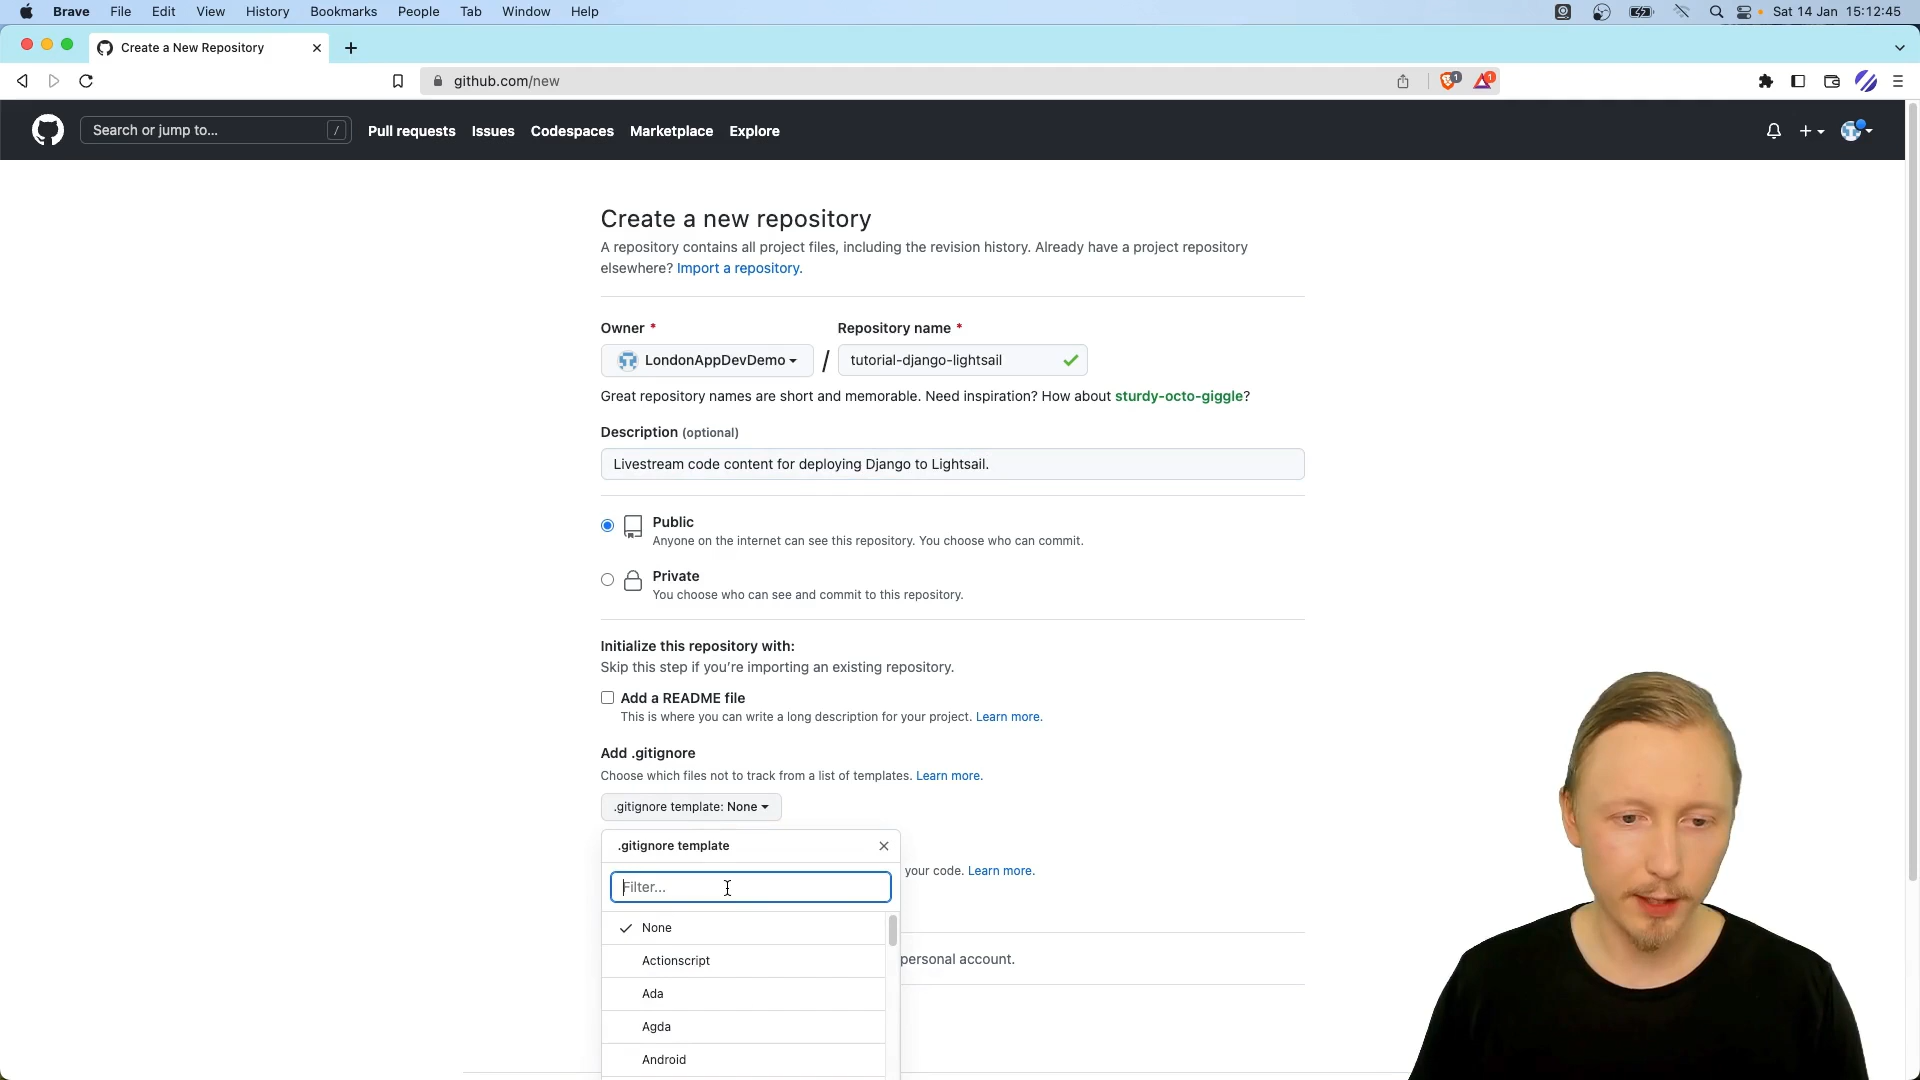 Brave File Edit View History Bookmarks People Tab Window Help Sat 14 Jan 15:12:45
Create a New Repository
github.com/new 1 1
Search or jump to... / Pull requests Issues Codespaces Marketplace Explore
Create a new repository
A repository contains all project files, including the revision history. Already have a project repository
elsewhere? Import a repository.
Owner * Repository name *
LondonAppDevDemo / tutorial-django-lightsail
Great repository names are short and memorable. Need inspiration? How about sturdy-octo-giggle?
Description (optional)
Livestream code content for deploying Django to Lightsail.
Public
Anyone on the internet can see this repository. You choose who can commit.
Private
You choose who can see and commit to this repository.
Initialize this repository with:
Skip this step if you're importing an existing repository.
Add a README file
This is where you can write a long description for your project. Learn more.
Add .gitignore
Choose which files not to track from a list of templates. Learn more.
.gitignore template: None
.gitignore template
your code. Learn more.
Filter...
None
personal account.
Actionscript
Ada
Agda
Android